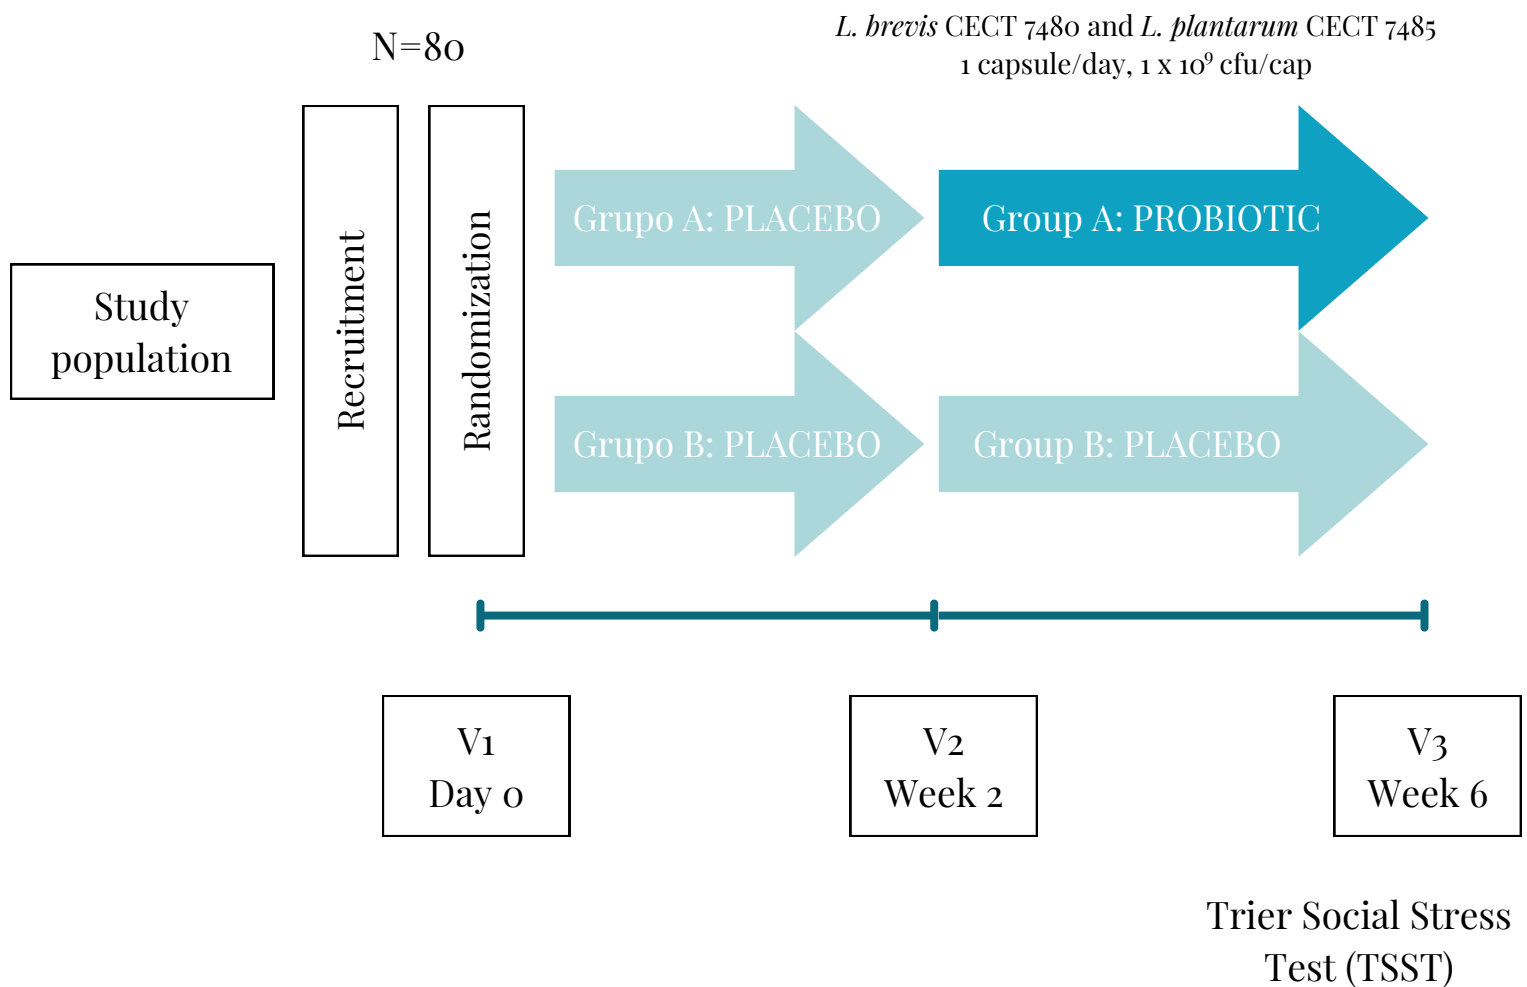 N=80
L. brevis CECT 7480 and L. plantarum CECT 7485
1 capsule/day, 1 x 10⁹ cfu/cap
Study
population
Recruitment
Randomization
Grupo A: PLACEBO
Group A: PROBIOTIC
Grupo B: PLACEBO
Group B: PLACEBO
V1
Day 0
V2
Week 2
V3
Week 6
Trier Social Stress
Test (TSST)